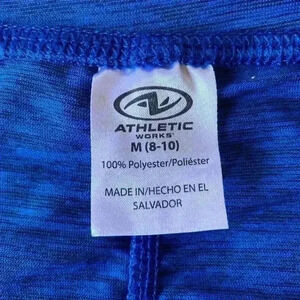 ATHLETIC
WORKS
M (8-10)
100% Polyester/Poliéster
MADE IN/HECHO EN EL
SALVADOR